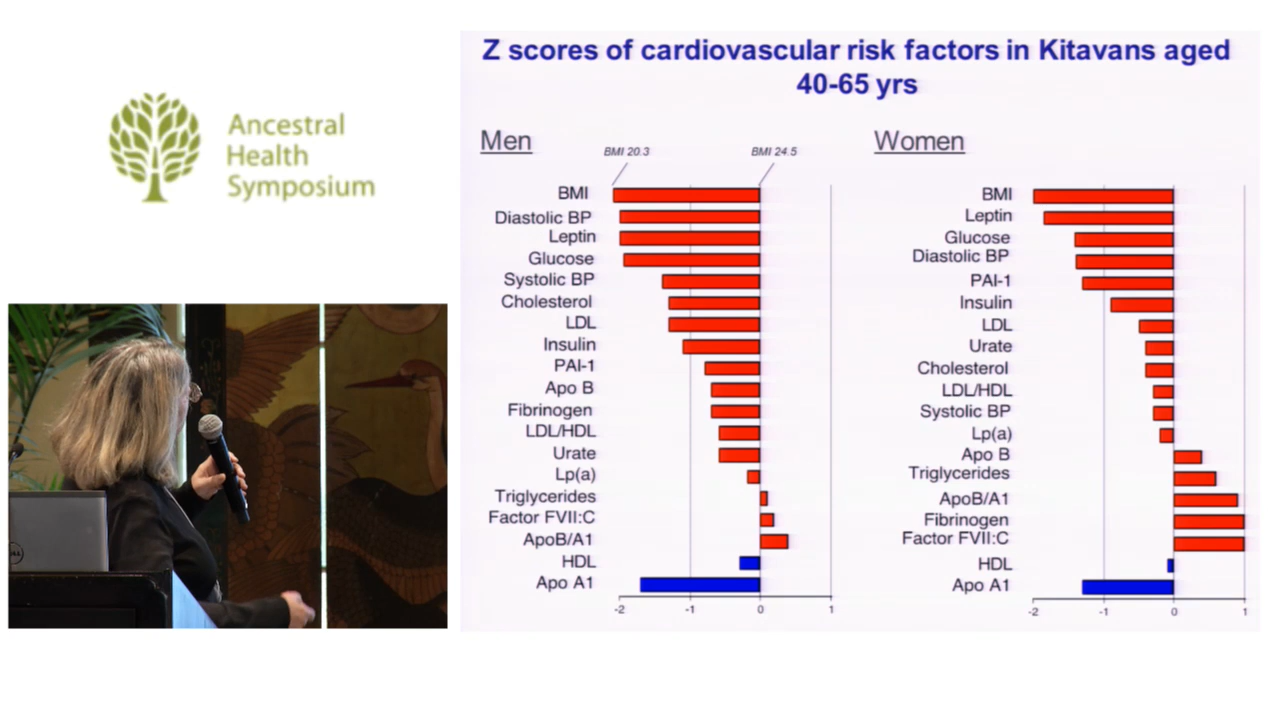 Ancestral
Health
Symposium
Z scores of cardiovascular risk factors in Kitavans aged
40-65 yrs
Men
BMI 20.3
BMI 24.5
BMI
Diastolic BP
Leptin
Glucose
Systolic BP
Cholesterol
LDL
Insulin
PAI-1
Apo B
Fibrinogen
LDL/HDL
Urate
Lp(a)
Triglycerides
Factor FVII:C
ApoB/A1
HDL
Apo A1
-2 -1 0 1
Women
BMI
Leptin
Glucose
Diastolic BP
PAI-1
Insulin
LDL
Urate
Cholesterol
LDL/HDL
Systolic BP
Lp(a)
Apo B
Triglycerides
ApoB/A1
Fibrinogen
Factor FVII:C
HDL
Apo A1
-2 -1 0 1
DELL